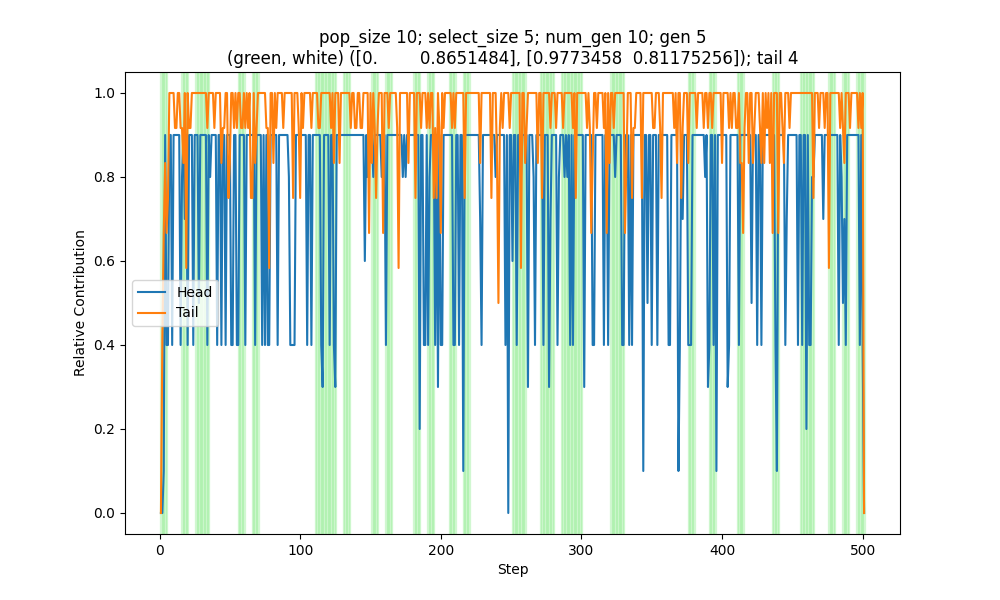 pop_size 10; select_size 5; num_gen 10; gen 5
(green, white) ([0.         0.8651484], [0.9773458  0.81175256]); tail 4
1.0
0.8
0.6
0.4
0.2
0.0
Relative Contribution
Head
Tail
0
100
200
300
400
500
Step